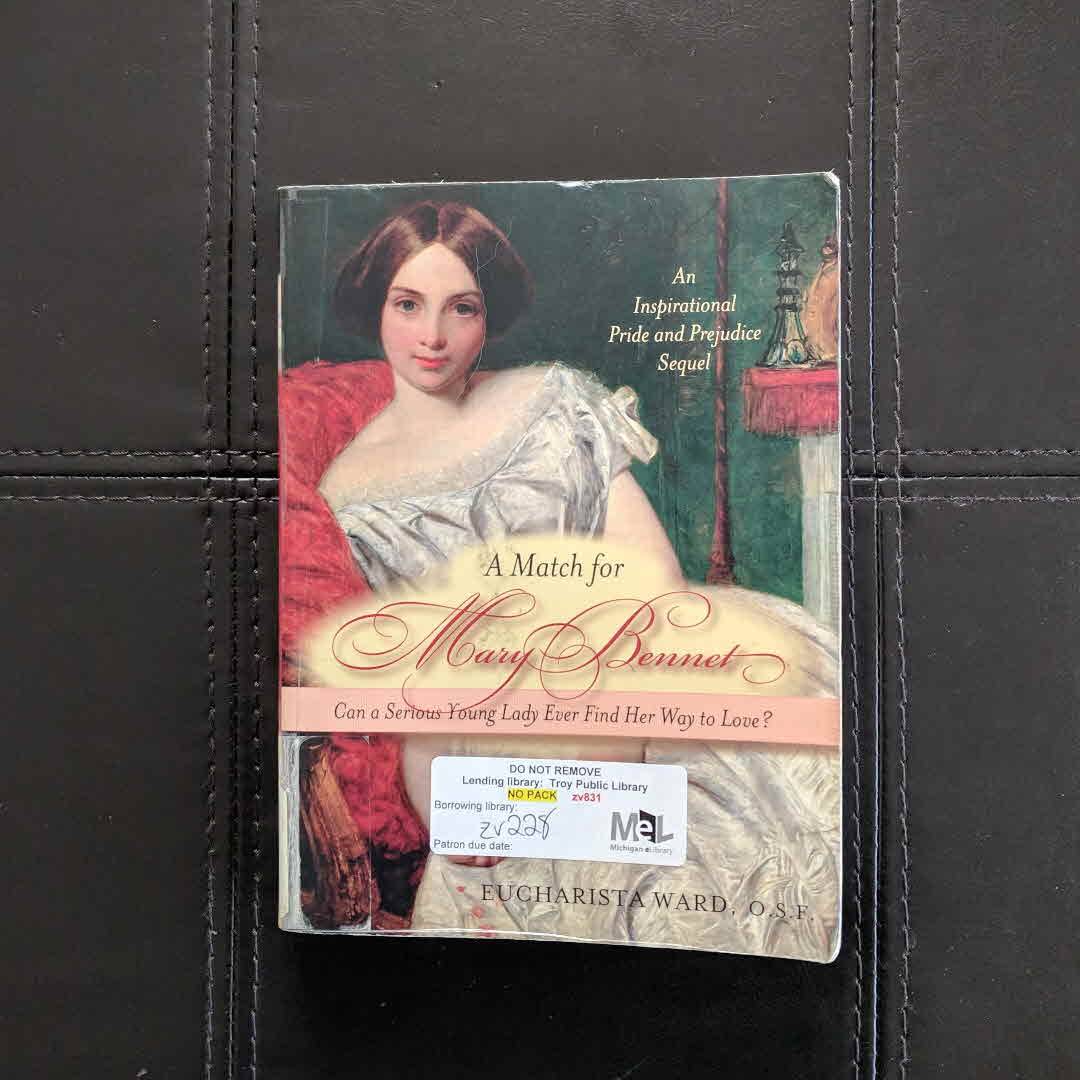 An
Inspirational
Pride and Prejudice
Sequel
A Match for
Mary Bennet
Can a Serious Young Lady Ever Find Her Way to Love?
DO NOT REMOVE
Lending library: Troy Public Library
NO PACK zv831
Borrowing library:
zv228
Patron due date:
MeL
Michigan eLibrary
EUCHARISTA WARD, O.S.F.